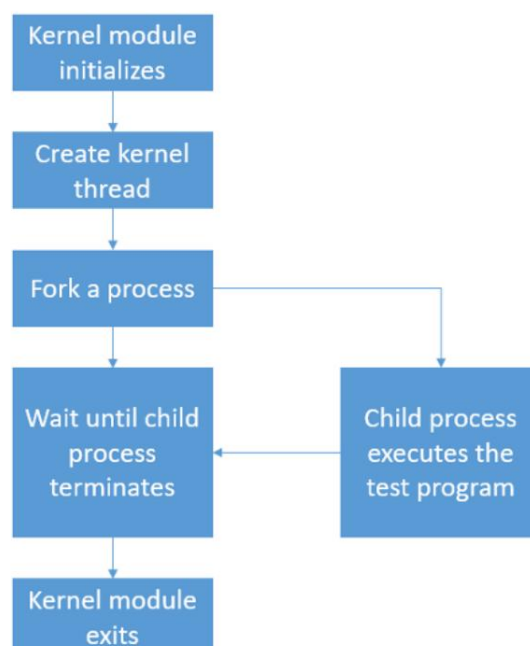 Kernel module
initializes
Create kernel
thread
Fork a process
Wait until child
process
terminates
Child process
executes the
test program
Kernel module
exits